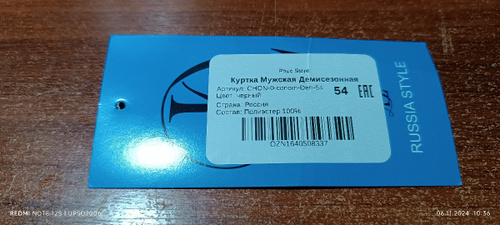 Куртка Мужская Демисезонная
Цвет: черный
54
EAC
Страна: Россия
Состав: Полиэстер 100%
OZN1640508337
RUSSIA STYLE
REDMI NOTE 12S |
06.11.2024 10:36